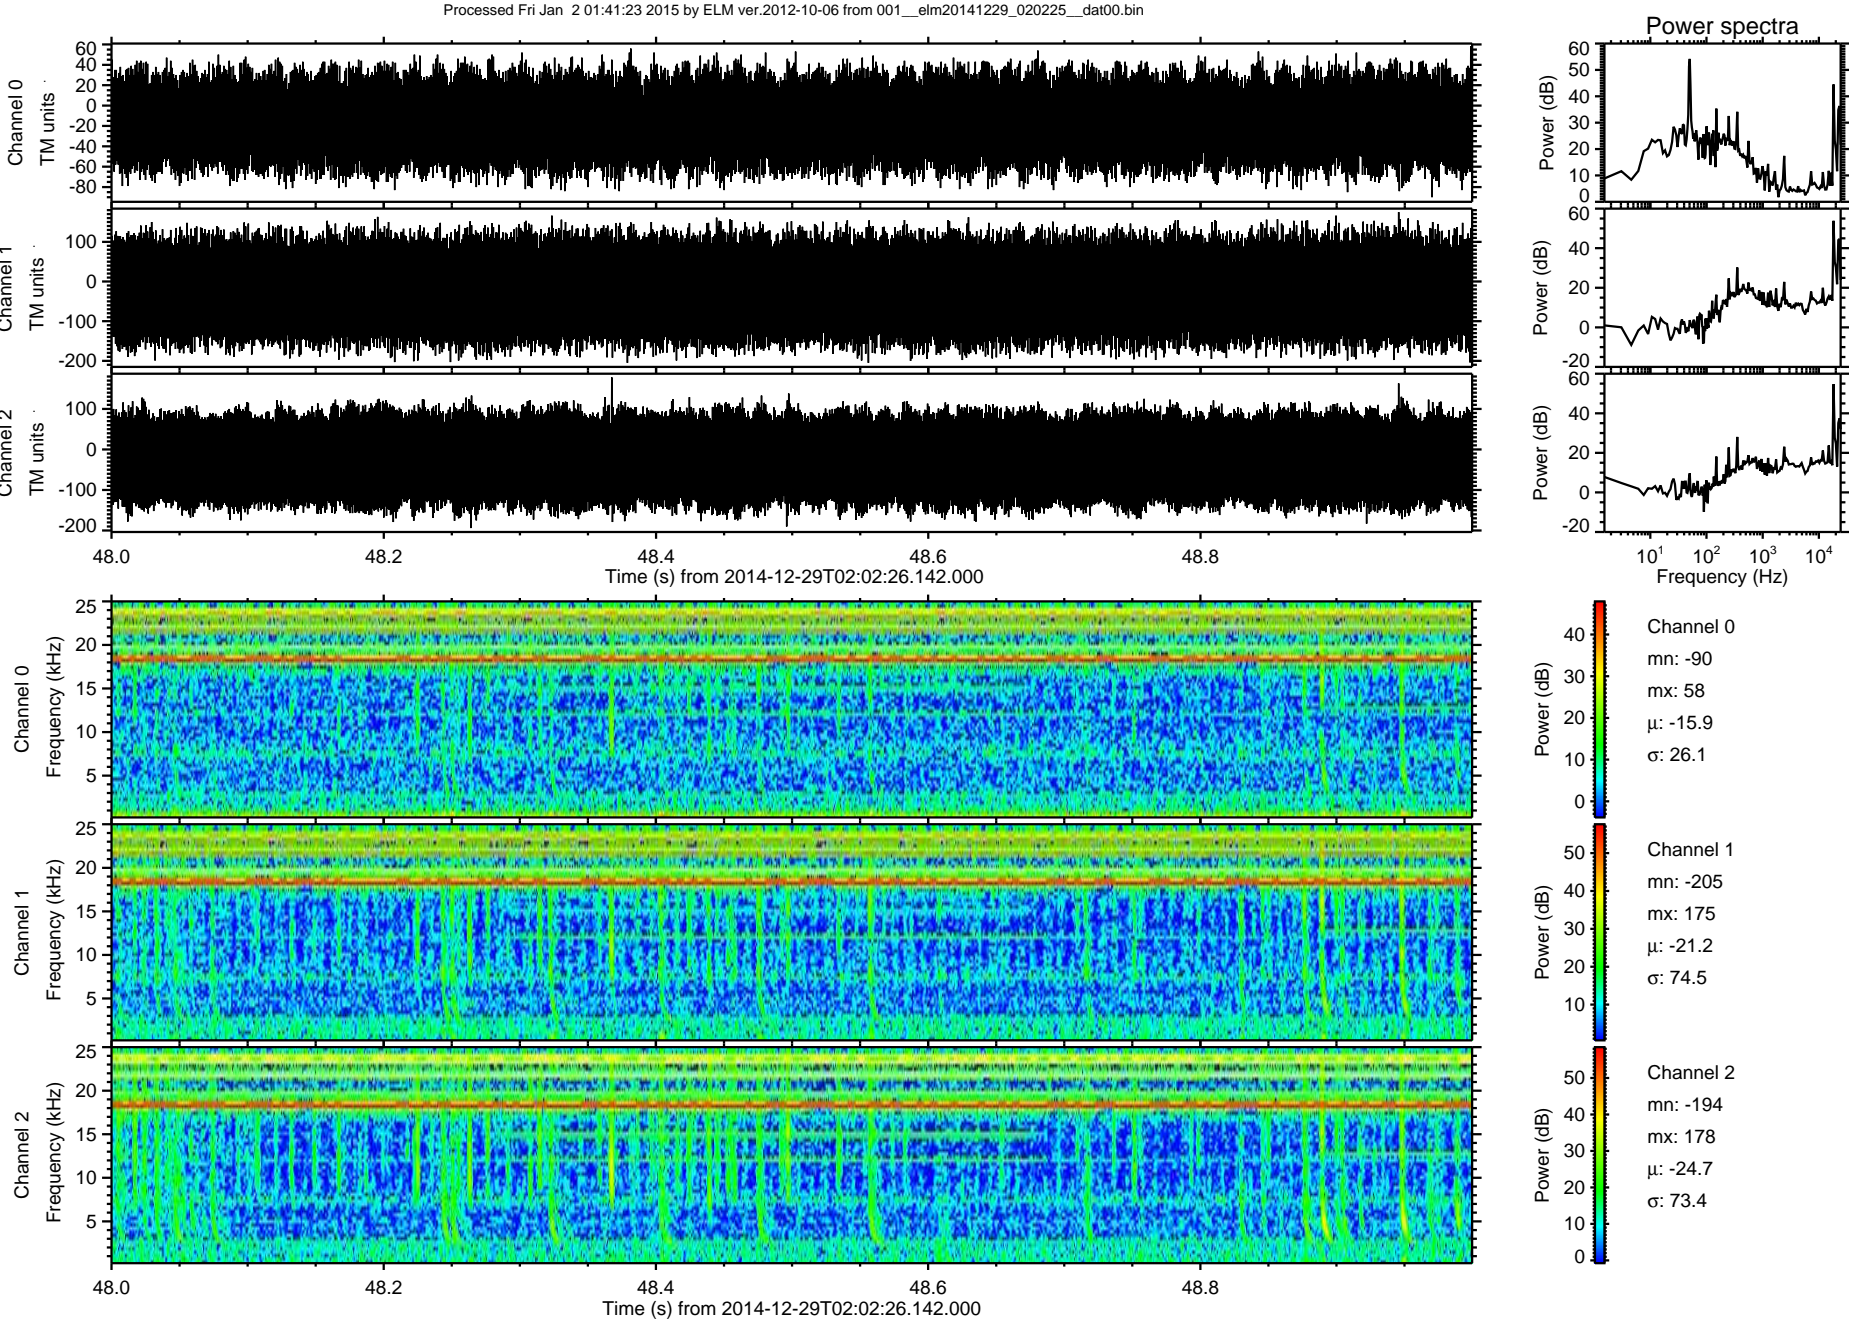 Processed Fri Jan  2 01:41:23 2015 by ELM ver.2012-10-06 from 001__elm20141229_020225__dat00.bin
Power spectra
Channel 0
TM units
60
40
20
0
-20
-40
-60
-80
Power (dB)
60
50
40
30
20
10
0
Channel 1
TM units
100
0
-100
-200
Power (dB)
60
40
20
0
-20
Channel 2
TM units
100
0
-100
-200
Power (dB)
60
40
20
0
-20
48.0 48.2 48.4 48.6 48.8
Time (s) from 2014-12-29T02:02:26.142.000
10¹ 10² 10³ 10⁴
Frequency (Hz)
Channel 0
Frequency (kHz)
25
20
15
10
5
Power (dB)
40
30
20
10
0
Channel 0
mn: -90
mx: 58
µ: -15.9
σ: 26.1
Channel 1
Frequency (kHz)
25
20
15
10
5
Power (dB)
50
40
30
20
10
Channel 1
mn: -205
mx: 175
µ: -21.2
σ: 74.5
Channel 2
Frequency (kHz)
25
20
15
10
5
Power (dB)
50
40
30
20
10
0
Channel 2
mn: -194
mx: 178
µ: -24.7
σ: 73.4
48.0 48.2 48.4 48.6 48.8
Time (s) from 2014-12-29T02:02:26.142.000